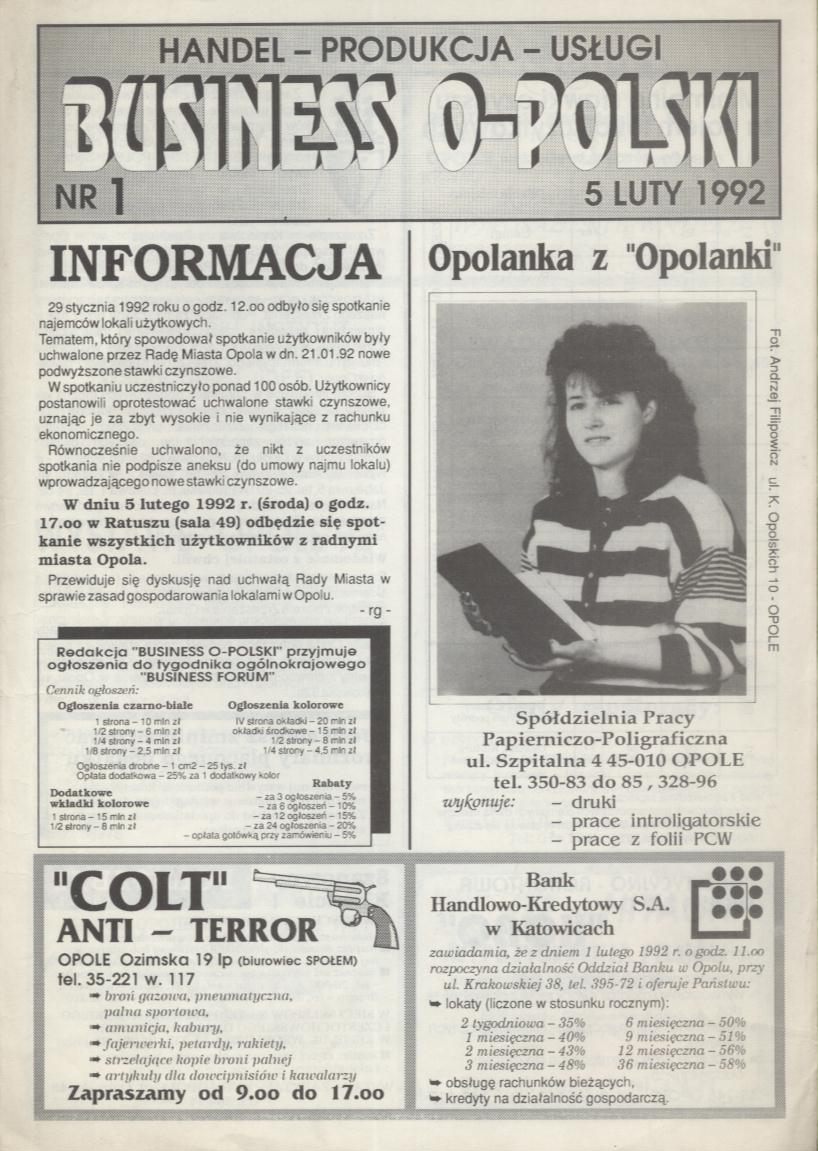 HANDEL – PRODUKCJA – USŁUGI
BUSINESS O-POLSKI
NR 1
5 LUTY 1992
INFORMACJA
29 stycznia 1992 roku o godz. 12.oo odbyło się spotkanie
najemców lokali użytkowych.
Tematem, który spowodował spotkanie użytkowników były
uchwalone przez Radę Miasta Opola w dn. 21.01.92 nowe
podwyższone stawki czynszowe.
W spotkaniu uczestniczyło ponad 100 osób. Użytkownicy
postanowili oprotestować uchwalone stawki czynszowe,
uznając je za zbyt wysokie i nie wynikające z rachunku
ekonomicznego.
Równocześnie uchwalono, że nikt z uczestników
spotkania nie podpisze aneksu (do umowy najmu lokalu)
wprowadzającego nowe stawki czynszowe.
W dniu 5 lutego 1992 r. (środa) o godz.
17.oo w Ratuszu (sala 49) odbędzie się spot-
kanie wszystkich użytkowników z radnymi
miasta Opola.
Przewiduje się dyskusję nad uchwałą Rady Miasta w
sprawie zasad gospodarowania lokalami w Opolu.
- rg -
Redakcja "BUSINESS O-POLSKI" przyjmuje
ogłoszenia do tygodnika ogólnokrajowego
"BUSINESS FORUM"
Cennik ogłoszeń:
Ogłoszenia czarno-białe
1 strona – 10 mln zł
1/2 strony – 6 mln zł
1/4 strony – 4 mln zł
1/8 strony – 2,5 mln zł
Ogłoszenia kolorowe
IV strona okładki – 20 mln zł
okładki środkowe – 15 mln zł
1/2 strony – 8 mln zł
1/4 strony – 4,5 mln zł
Ogłoszenia drobne – 1 cm2 – 25 tys. zł
Opłata dodatkowa – 25% za 1 dodatkowy kolor
Dodatkowe
wkładki kolorowe
1 strona – 15 mln zł
1/2 strony – 8 mln zł
Rabaty
– za 3 ogłoszenia – 5%
– za 6 ogłoszeń – 10%
– za 12 ogłoszeń – 15%
– za 24 ogłoszenia – 20%
– opłata gotówką przy zamówieniu – 5%
Opolanka z "Opolanki"
Fot. Andrzej Filipowicz ul. K. Opolskich 10 - OPOLE
Spółdzielnia Pracy
Papierniczo-Poligraficzna
ul. Szpitalna 4 45-010 OPOLE
tel. 350-83 do 85 , 328-96
wykonuje:
– druki
– prace introligatorskie
– prace z folii PCW
"COLT"
ANTI – TERROR
OPOLE Ozimska 19 Ip (biurowiec SPOŁEM)
tel. 35-221 w. 117
➡ broń gazowa, pneumatyczna,
palna sportowa,
➡ amunicja, kabury,
➡ fajerwerki, petardy, rakiety,
➡ strzelające kopie broni palnej
➡ artykuły dla dowcipnisiów i kawalarzy
Zapraszamy od 9.oo do 17.oo
Bank
Handlowo-Kredytowy S.A.
w Katowicach
zawiadamia, że z dniem 1 lutego 1992 r. o godz. 11.oo
rozpoczyna działalność Oddział Banku w Opolu, przy
ul. Krakowskiej 38, tel. 395-72 i oferuje Państwu:
➡ lokaty (liczone w stosunku rocznym):
2 tygodniowa – 35% 6 miesięczna – 50%
1 miesięczna – 40% 9 miesięczna – 51%
2 miesięczna – 43% 12 miesięczna – 56%
3 miesięczna – 48% 36 miesięczna – 58%
➡ obsługę rachunków bieżących,
➡ kredyty na działalność gospodarczą.